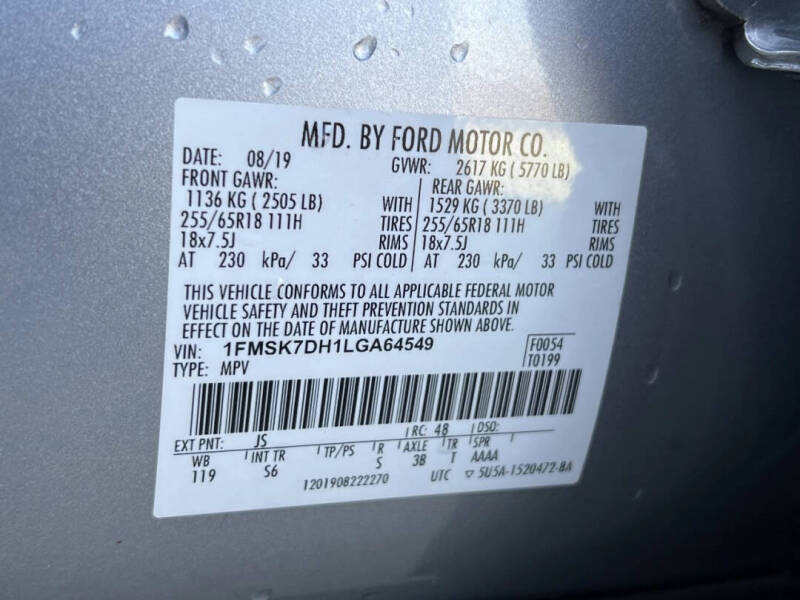 MFD. BY FORD MOTOR CO.
DATE: 08/19 GVWR: 2617 KG ( 5770 LB)
FRONT GAWR: REAR GAWR:
1136 KG ( 2505 LB) WITH 1529 KG ( 3370 LB) WITH
255/65R18 111H TIRES 255/65R18 111H TIRES
18x7.5J RIMS 18x7.5J RIMS
AT 230 kPa/ 33 PSI COLD AT 230 kPa/ 33 PSI COLD
THIS VEHICLE CONFORMS TO ALL APPLICABLE FEDERAL MOTOR
VEHICLE SAFETY AND THEFT PREVENTION STANDARDS IN
EFFECT ON THE DATE OF MANUFACTURE SHOWN ABOVE.
VIN: 1FMSK7DH1LGA64549 F0054
TYPE: MPV T0199
EXT PNT: JS RC: 48 DSO:
WB INT TR TP/PS R AXLE TR SPR
119 S6 S 3B T AAAA
1201908222270 UTC ▽ 5U5A-1520472-BA